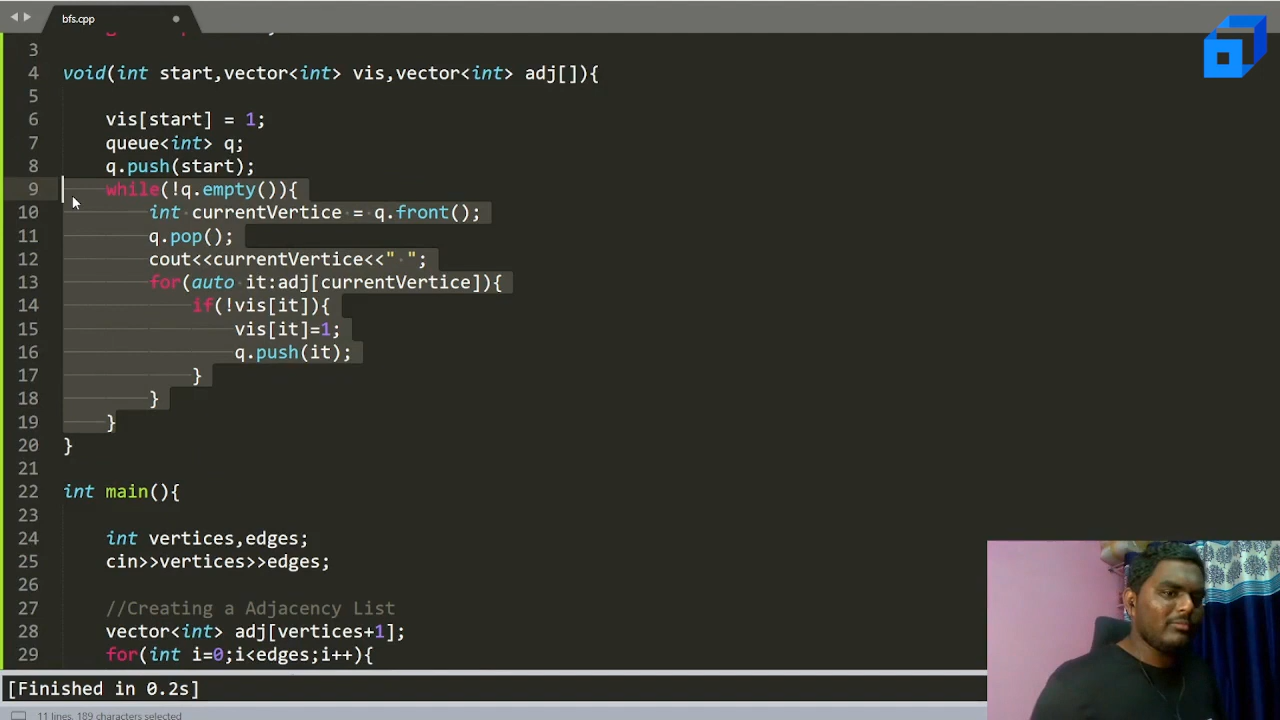 bfs.cpp
3
4 void(int start,vector<int> vis,vector<int> adj[]){
5
6 vis[start] = 1;
7 queue<int> q;
8 q.push(start);
9 while(!q.empty()){
10 int currentVertice = q.front();
11 q.pop();
12 cout<<currentVertice<<" ";
13 for(auto it:adj[currentVertice]){
14 if(!vis[it]){
15 vis[it]=1;
16 q.push(it);
17 }
18 }
19 }
20 }
21
22 int main(){
23
24 int vertices,edges;
25 cin>>vertices>>edges;
26
27 //Creating a Adjacency List
28 vector<int> adj[vertices+1];
29 for(int i=0;i<edges;i++){
[Finished in 0.2s]
11 lines, 189 characters selected